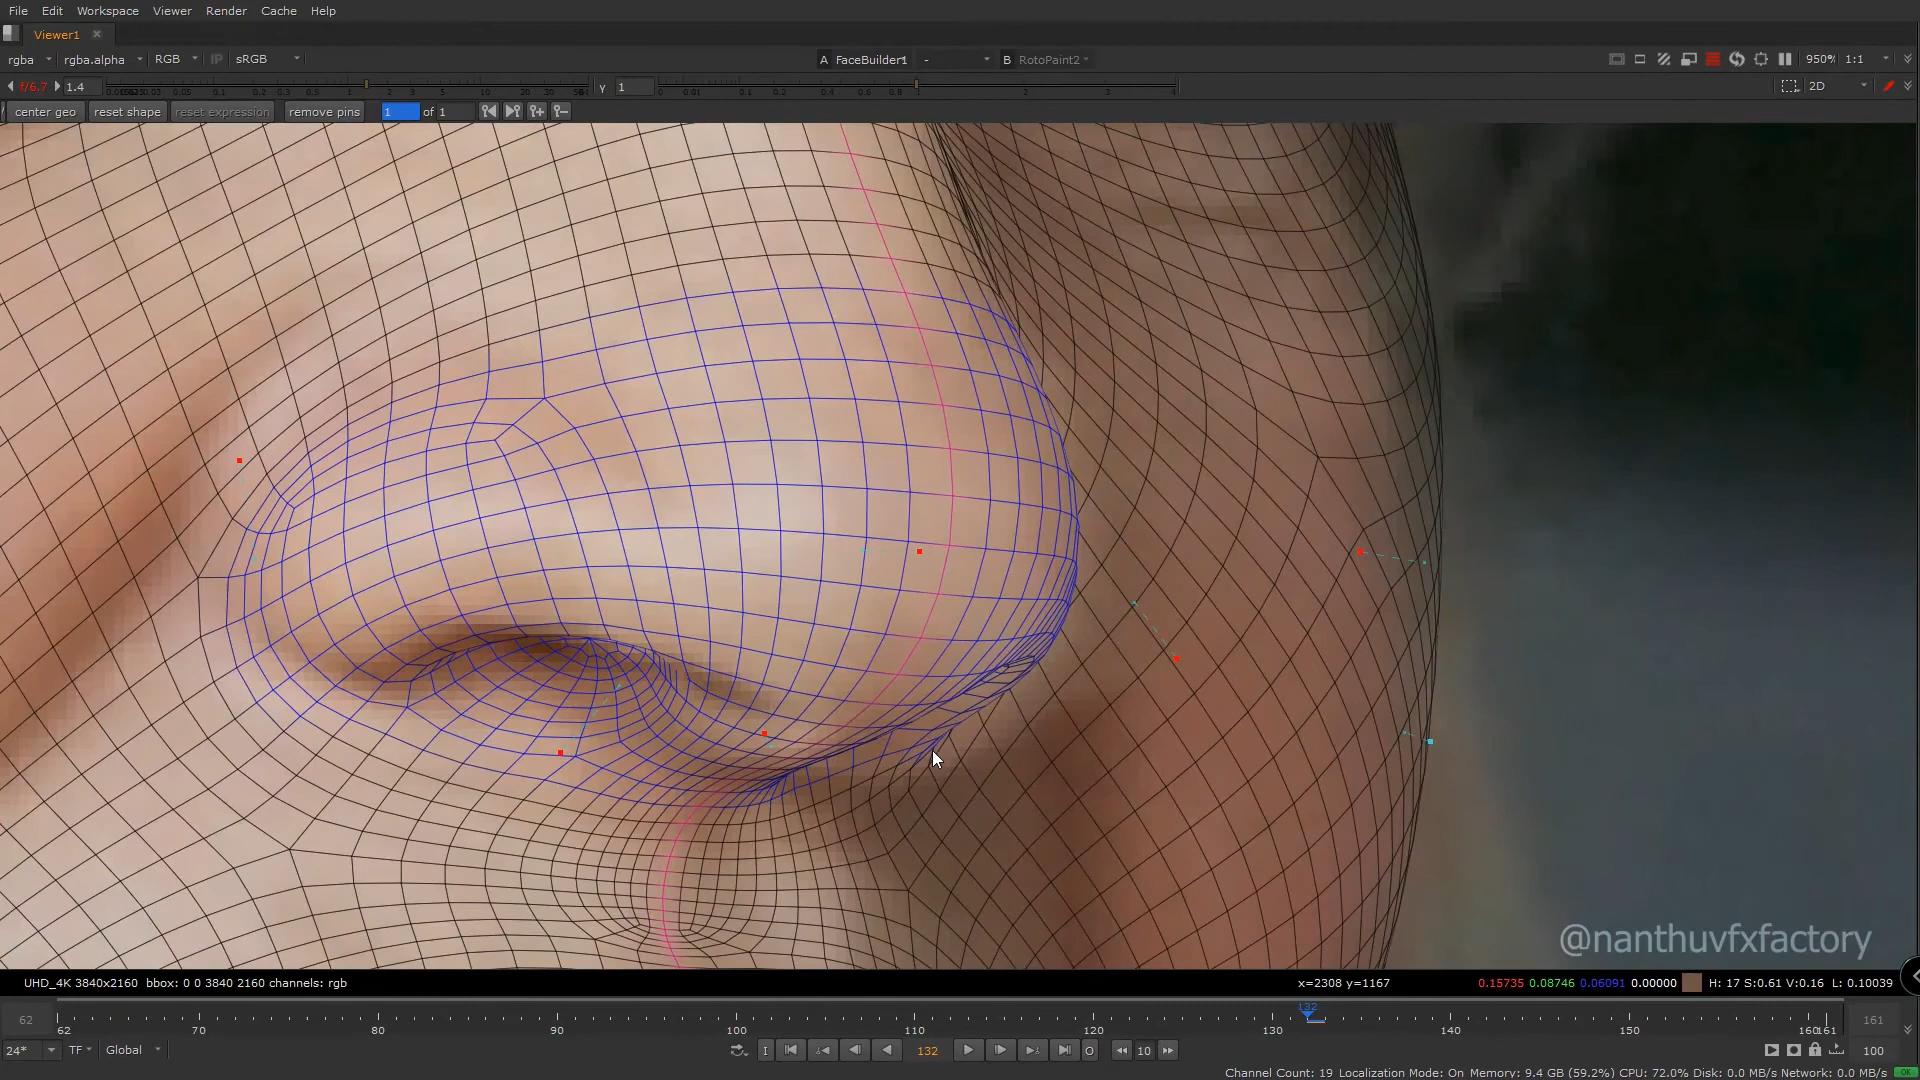 File Edit Workspace Viewer Render Cache Help
Viewer1
rgba rgba.alpha RGB IP sRGB A FaceBuilder1 - B RotoPaint2 950% 1:1
f/6.7 1.4 Y 1 2D
center geo reset shape reset expression remove pins 1 of 1
@nanthuvfxfactory
UHD_4K 3840x2160 bbox: 0 0 3840 2160 channels: rgb x=2308 y=1167 0.15735 0.08746 0.06091 0.00000 H: 17 S:0.61 V:0.16 L: 0.10039
132
62 62 70 80 90 100 110 120 130 140 150 160 161 161
24* TF Global I 132 O 10 100
Channel Count: 19 Localization Mode: On Memory: 9.4 GB (59.2%) CPU: 72.0% Disk: 0.0 MB/s Network: 0.0 MB/s OK